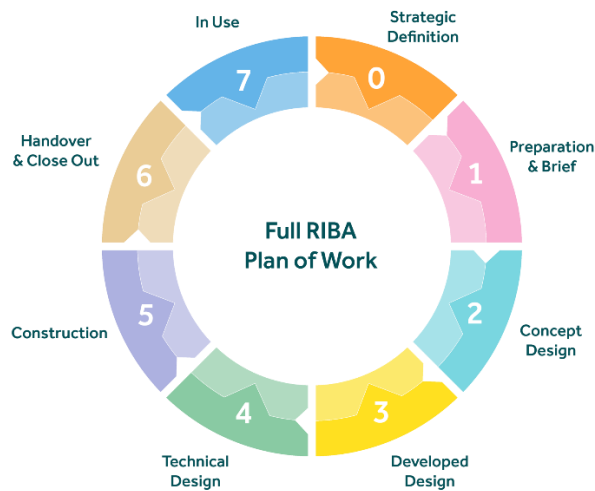 Full RIBA
Plan of Work
0
Strategic
Definition
1
Preparation
& Brief
2
Concept
Design
3
Developed
Design
4
Technical
Design
5
Construction
6
Handover
& Close Out
7
In Use